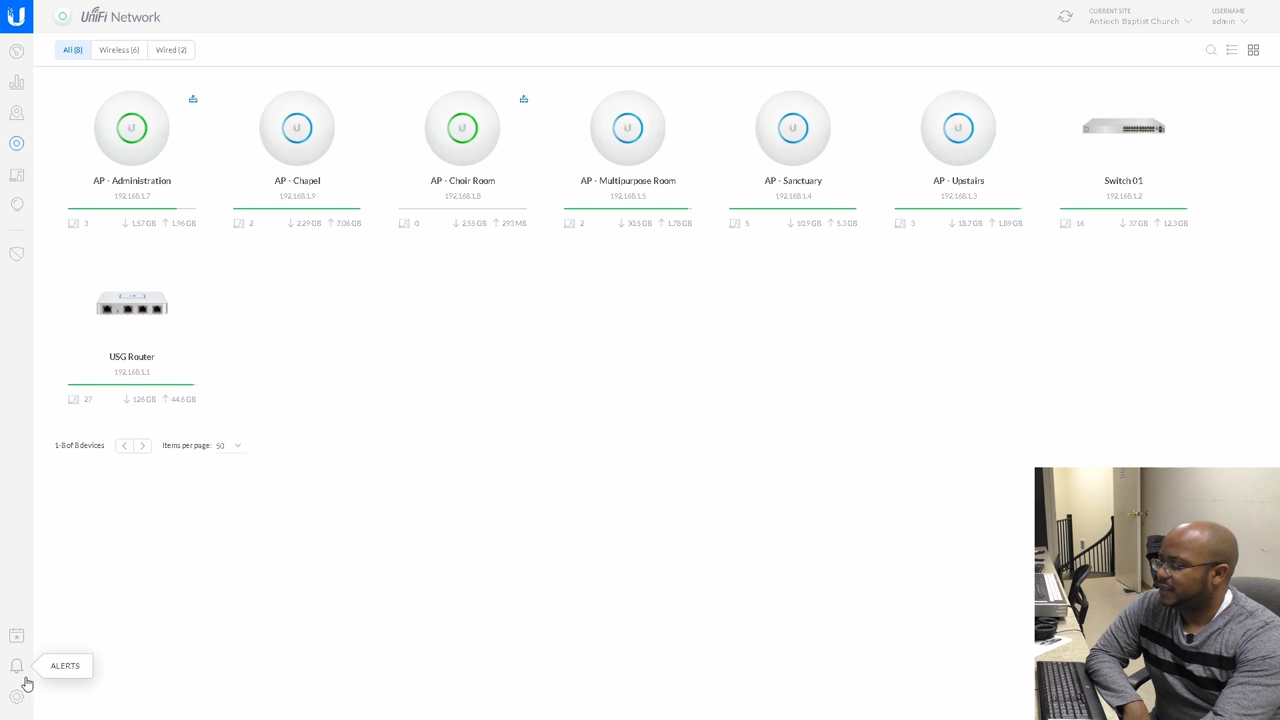 UniFi Network
CURRENT SITE
Antioch Baptist Church
USERNAME
admin
All (8)
Wireless (6)
Wired (2)
AP - Administration
192.168.1.7
3
1.57 GB
1.96 GB
AP - Chapel
192.168.1.9
2
2.29 GB
7.06 GB
AP - Choir Room
192.168.1.8
0
2.55 GB
293 MB
AP - Multipurpose Room
192.168.1.5
2
30.5 GB
1.78 GB
AP - Sanctuary
192.168.1.4
5
10.9 GB
5.3 GB
AP - Upstairs
192.168.1.3
3
18.7 GB
1.89 GB
Switch 01
192.168.1.2
16
37 GB
12.3 GB
USG Router
192.168.1.1
27
126 GB
44.6 GB
1-8 of 8 devices
Items per page: 50
ALERTS